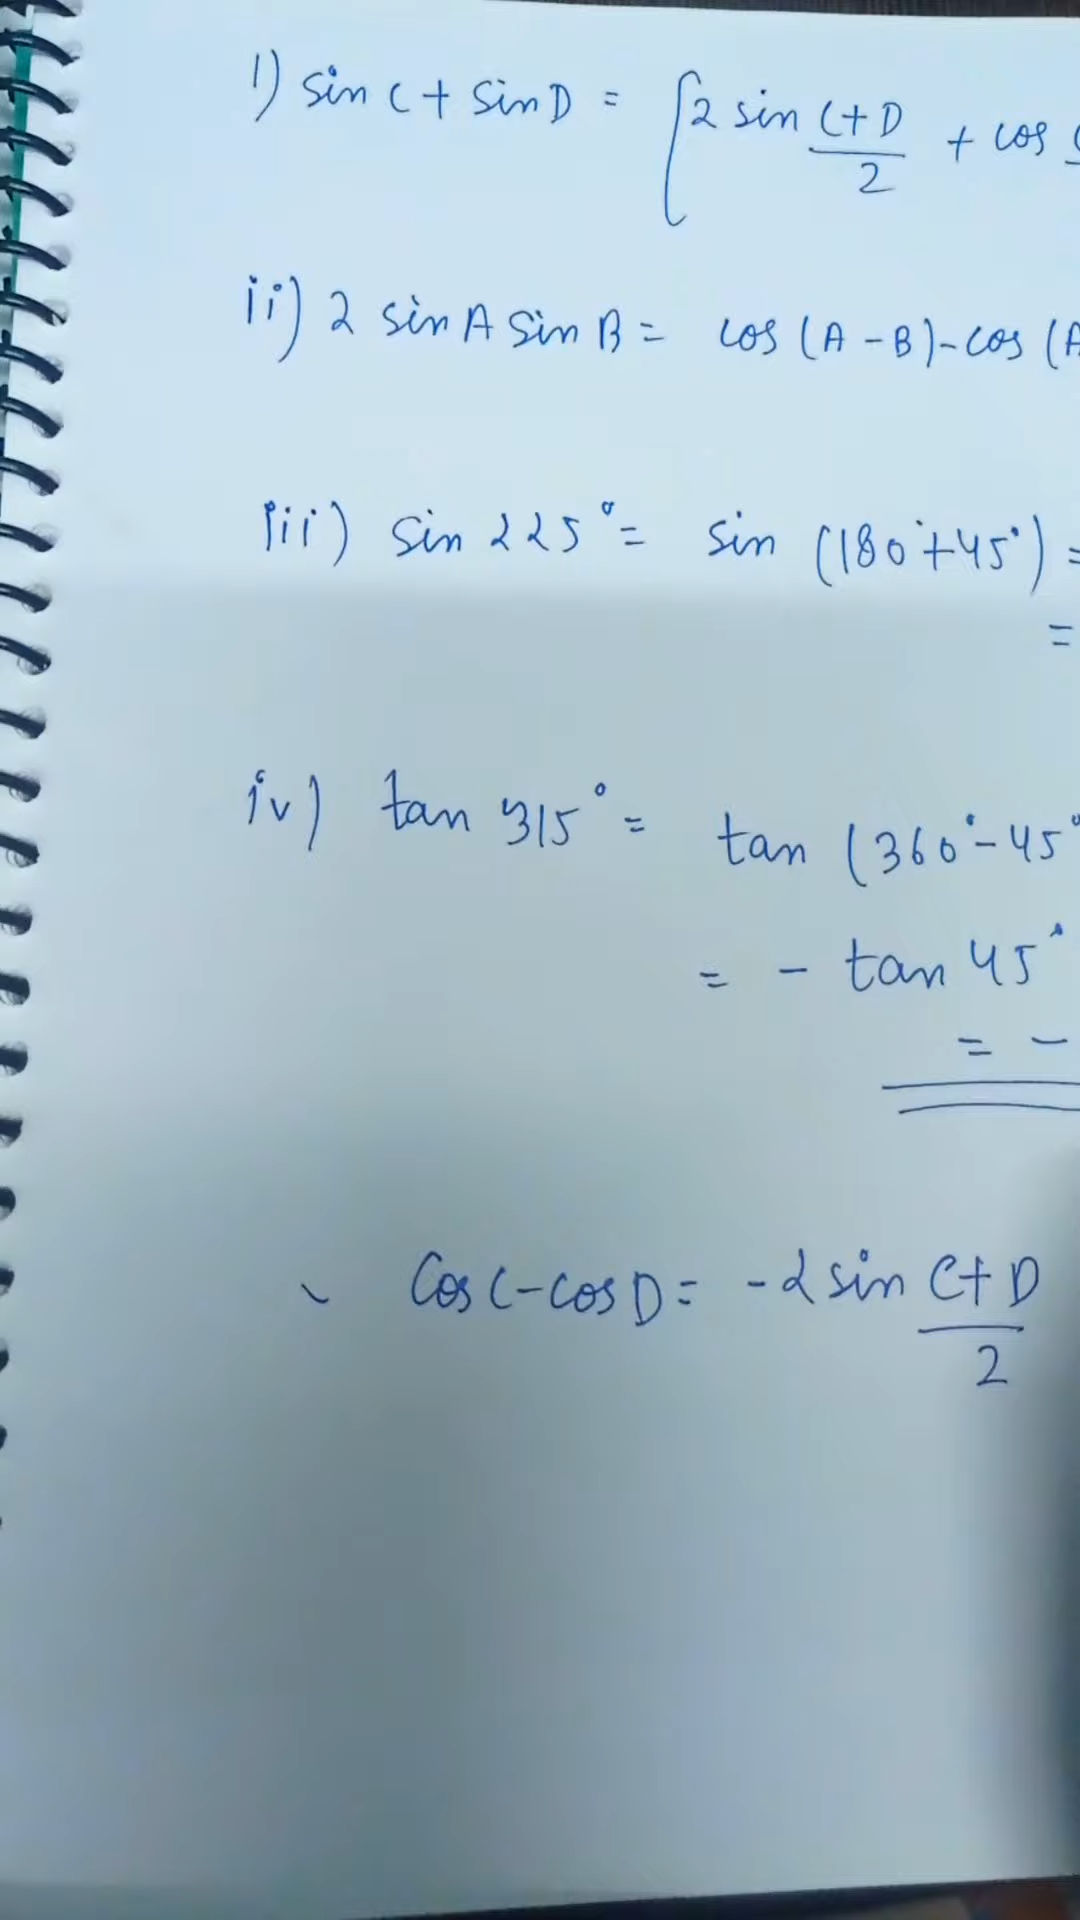 1) sin C + sin D = [2 sin C+D/2 + cos
ii) 2 sin A sin B = cos (A - B) - cos (A
iii) sin 225° = sin (180° + 45°) =
=
iv) tan 315° = tan (360° - 45°
= - tan 45°
= -
Cos C - cos D = -2 sin C+D/2